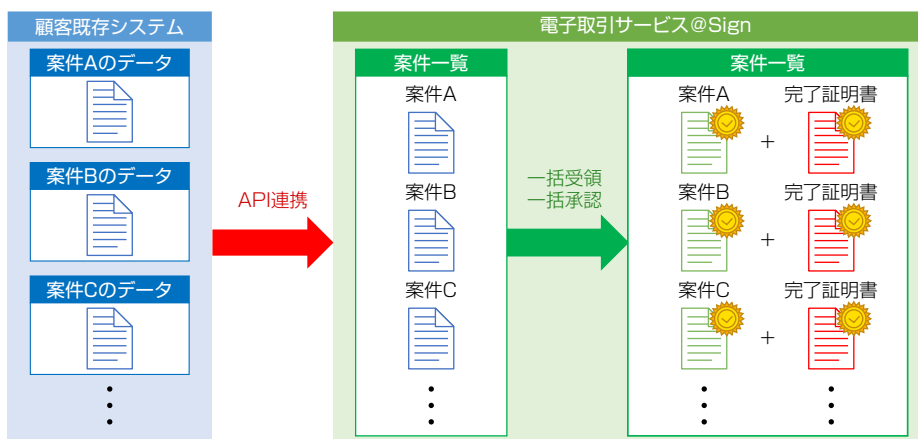 顧客既存システム
案件Aのデータ
案件Bのデータ
案件Cのデータ
API連携
電子取引サービス@Sign
案件一覧
案件A
案件B
案件C
一括受領
一括承認
案件一覧
案件A
完了証明書
+
案件B
完了証明書
+
案件C
完了証明書
+